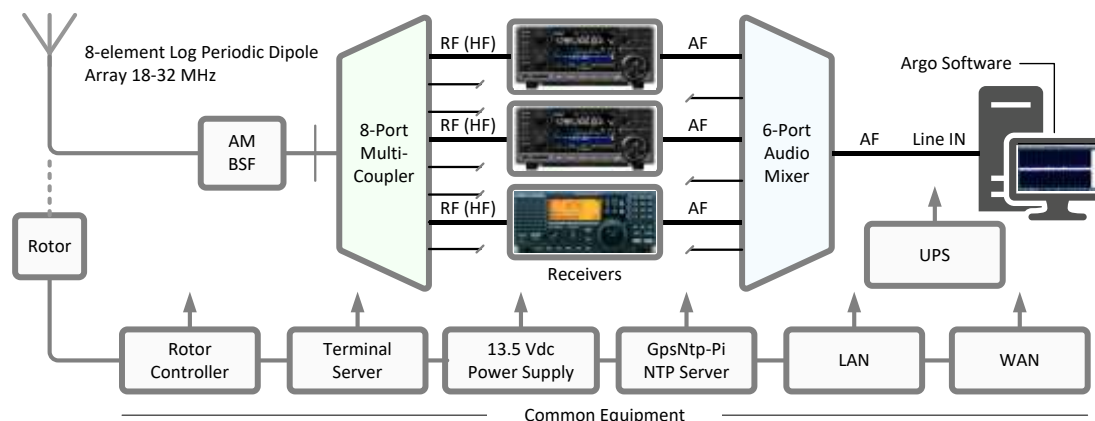 8-element Log Periodic Dipole
Array 18-32 MHz
AM
BSF
8-Port
Multi-
Coupler
RF (HF)
RF (HF)
RF (HF)
Receivers
AF
AF
AF
6-Port
Audio
Mixer
AF
Line IN
Argo Software
UPS
Rotor
Rotor
Controller
Terminal
Server
13.5 Vdc
Power Supply
GpsNtp-Pi
NTP Server
LAN
WAN
Common Equipment